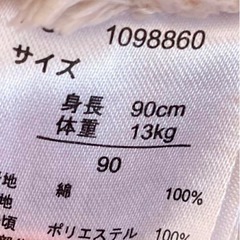 1098860
サイズ
身長 90cm
体重 13kg
90
地 綿 100%
地 100%
頃 ポリエステル 100%